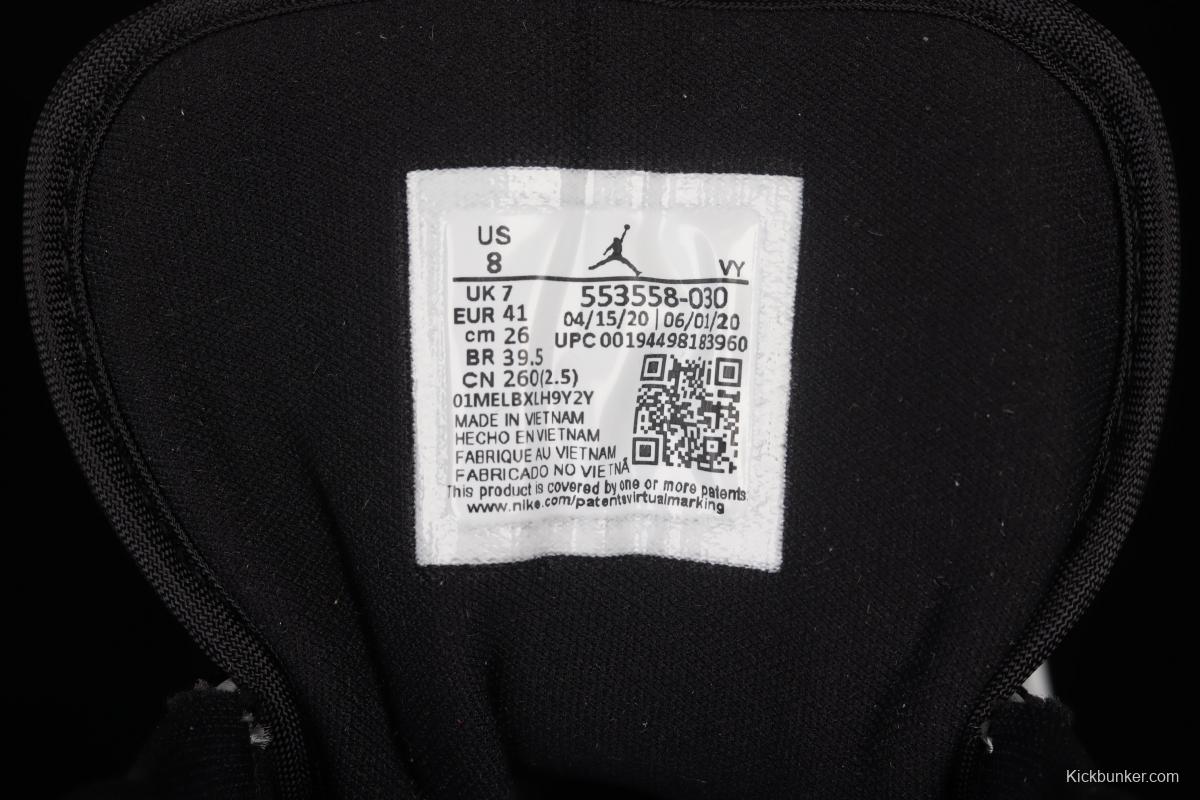 US
8
VY
UK 7
EUR 41
cm 26
BR 39.5
CN 260(2.5)
553558-030
04/15/20 | 06/01/20
UPC 00194498183960
01MELBXLH9Y2Y
MADE IN VIETNAM
HECHO EN VIETNAM
FABRIQUE AU VIETNAM
FABRICADO NO VIETNÃ
This product is covered by one or more patents
www.nike.com/patentsvirtualmarking
Kickbunker.com